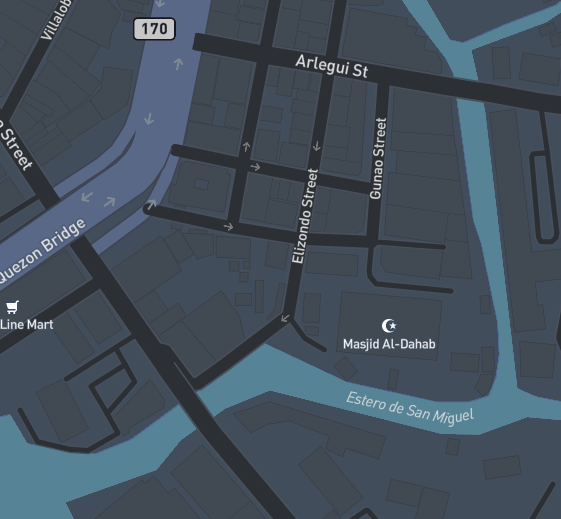 Villalob
170
Arlegui St
o Street
Gunao Street
Elizondo Street
Quezon Bridge
Line Mart
Masjid Al-Dahab
Estero de San Miguel